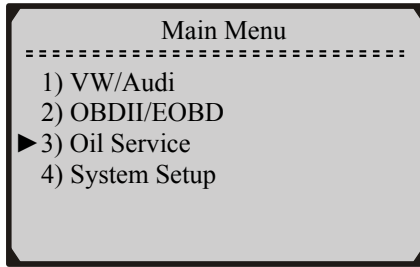 Main Menu
1) VW/Audi
2) OBDII/EOBD
►3) Oil Service
4) System Setup